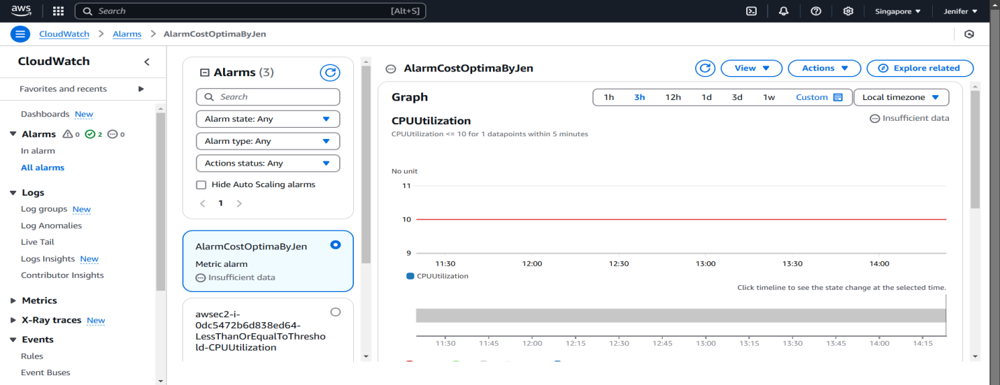 aws
Search [Alt+S]
Singapore
Jenifer
CloudWatch
Alarms
AlarmCostOptimaByJen
CloudWatch
Favorites and recents
Dashboards New
Alarms 0 2 0
In alarm
All alarms
Logs
Log groups New
Log Anomalies
Live Tail
Logs Insights New
Contributor Insights
Metrics
X-Ray traces New
Events
Rules
Event Buses
Alarms (3)
Search
Alarm state: Any
Alarm type: Any
Actions status: Any
Hide Auto Scaling alarms
1
AlarmCostOptimaByJen
Metric alarm
Insufficient data
awsec2-i-
0dc5472b6d838ed64-
LessThanOrEqualToThresho
ld-CPUUtilization
AlarmCostOptimaByJen
View
Actions
Explore related
Graph
1h 3h 12h 1d 3d 1w Custom
Local timezone
CPUUtilization
Insufficient data
CPUUtilization <= 10 for 1 datapoints within 5 minutes
No unit
11
10
9
11:30 12:00 12:30 13:00 13:30 14:00
CPUUtilization
Click timeline to see the state change at the selected time.
11:30 11:45 12:00 12:15 12:30 12:45 13:00 13:15 13:30 13:45 14:00 14:15